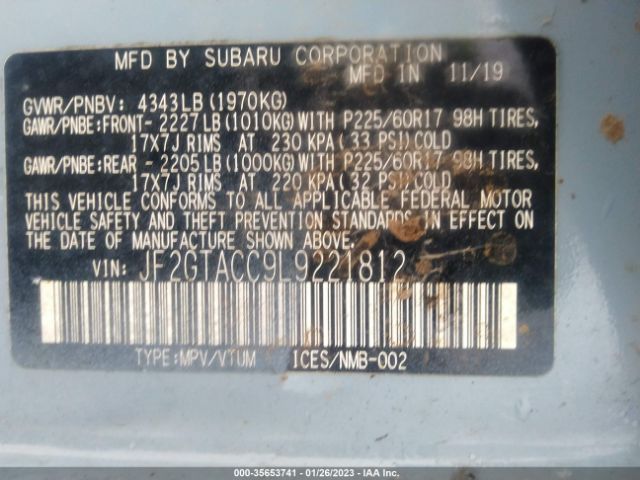 MFD BY SUBARU CORPORATION
MFD IN 11/19
GVWR/PNBV: 4343LB (1970KG)
GAWR/PNBE:FRONT- 2227LB (1010KG) WITH P225/60R17 98H TIRES,
17X7J RIMS AT 230 KPA (33 PSI) COLD
GAWR/PNBE:REAR - 2205LB (1000KG) WITH P225/60R17 98H TIRES,
17X7J RIMS AT 220 KPA (32 PSI) COLD
THIS VEHICLE CONFORMS TO ALL APPLICABLE FEDERAL MOTOR
VEHICLE SAFETY AND THEFT PREVENTION STANDARDS IN EFFECT ON
THE DATE OF MANUFACTURE SHOWN ABOVE.
VIN: JF2GTACC9L9221812
TYPE:MPV/VTUM ICES/NMB-002
000-35653741 - 01/26/2023 - IAA Inc.